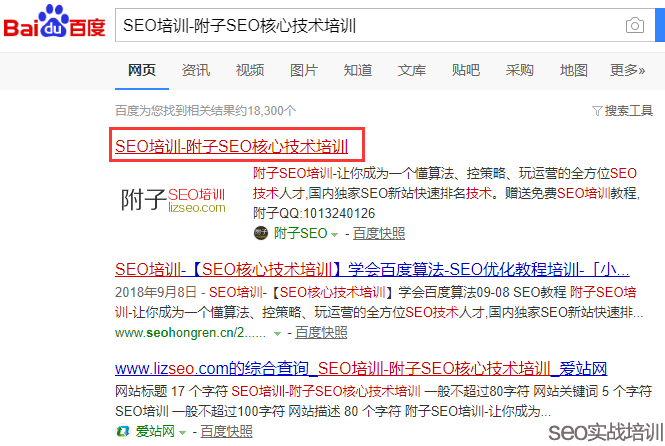 Bai du 百度
SEO培训-附子SEO核心技术培训
网页 资讯 视频 图片 知道 文库 贴吧 采购 地图 更多»
百度为您找到相关结果约18,300个 搜索工具
SEO培训-附子SEO核心技术培训
附子SEO培训-让你成为一个懂算法、控策略、玩运营的全方位SEO
技术人才,国内独家SEO新站快速排名技术。赠送免费SEO培训教程,
附子QQ:1013240126
附子SEO培训
lizseo.com
附子SEO - 百度快照
SEO培训-【SEO核心技术培训】学会百度算法-SEO优化教程培训-「小...
2018年9月8日 - SEO培训-【SEO核心技术培训】学会百度算法09-08 SEO教程 附子SEO培
训-让你成为一个懂算法、控策略、玩运营的全方位SEO技术人才,国内独家SEO新站快速排...
www.seohongren.cn/2...... - 百度快照
www.lizseo.com的综合查询_SEO培训-附子SEO核心技术培训_爱站网
网站标题 17 个字符 SEO培训-附子SEO核心技术培训 一般不超过80字符 网站关键词 5 个字符
SEO培训 一般不超过100字符 网站描述 80 个字符 附子SEO培训-让你成为...
爱站网 - 百度快照
seo实战培训